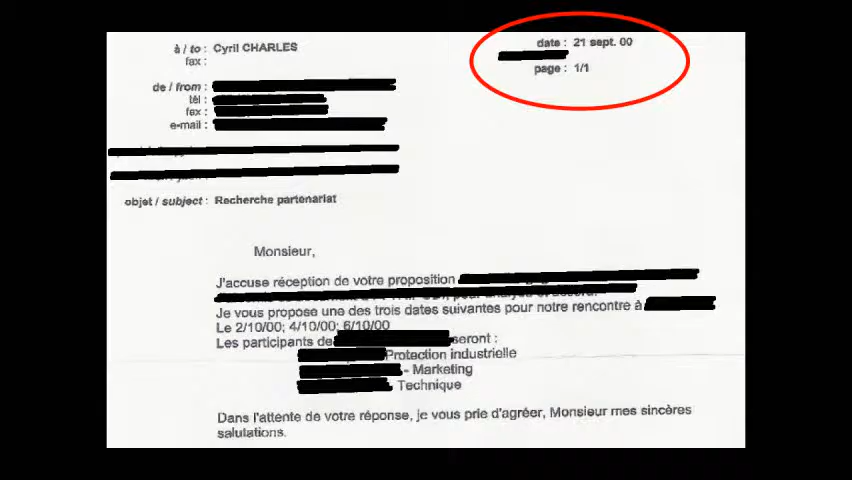 à / to : Cyril CHARLES
fax :
date : 21 sept. 00
page : 1/1
de / from :
tél :
fax :
e-mail :
objet / subject : Recherche partenariat
Monsieur,
J'accuse réception de votre proposition
Je vous propose une des trois dates suivantes pour notre rencontre à
Le 2/10/00; 4/10/00; 6/10/00
Les participants de seront :
Protection industrielle
- Marketing
Technique
Dans l'attente de votre réponse, je vous prie d'agréer, Monsieur mes sincères
salutations.